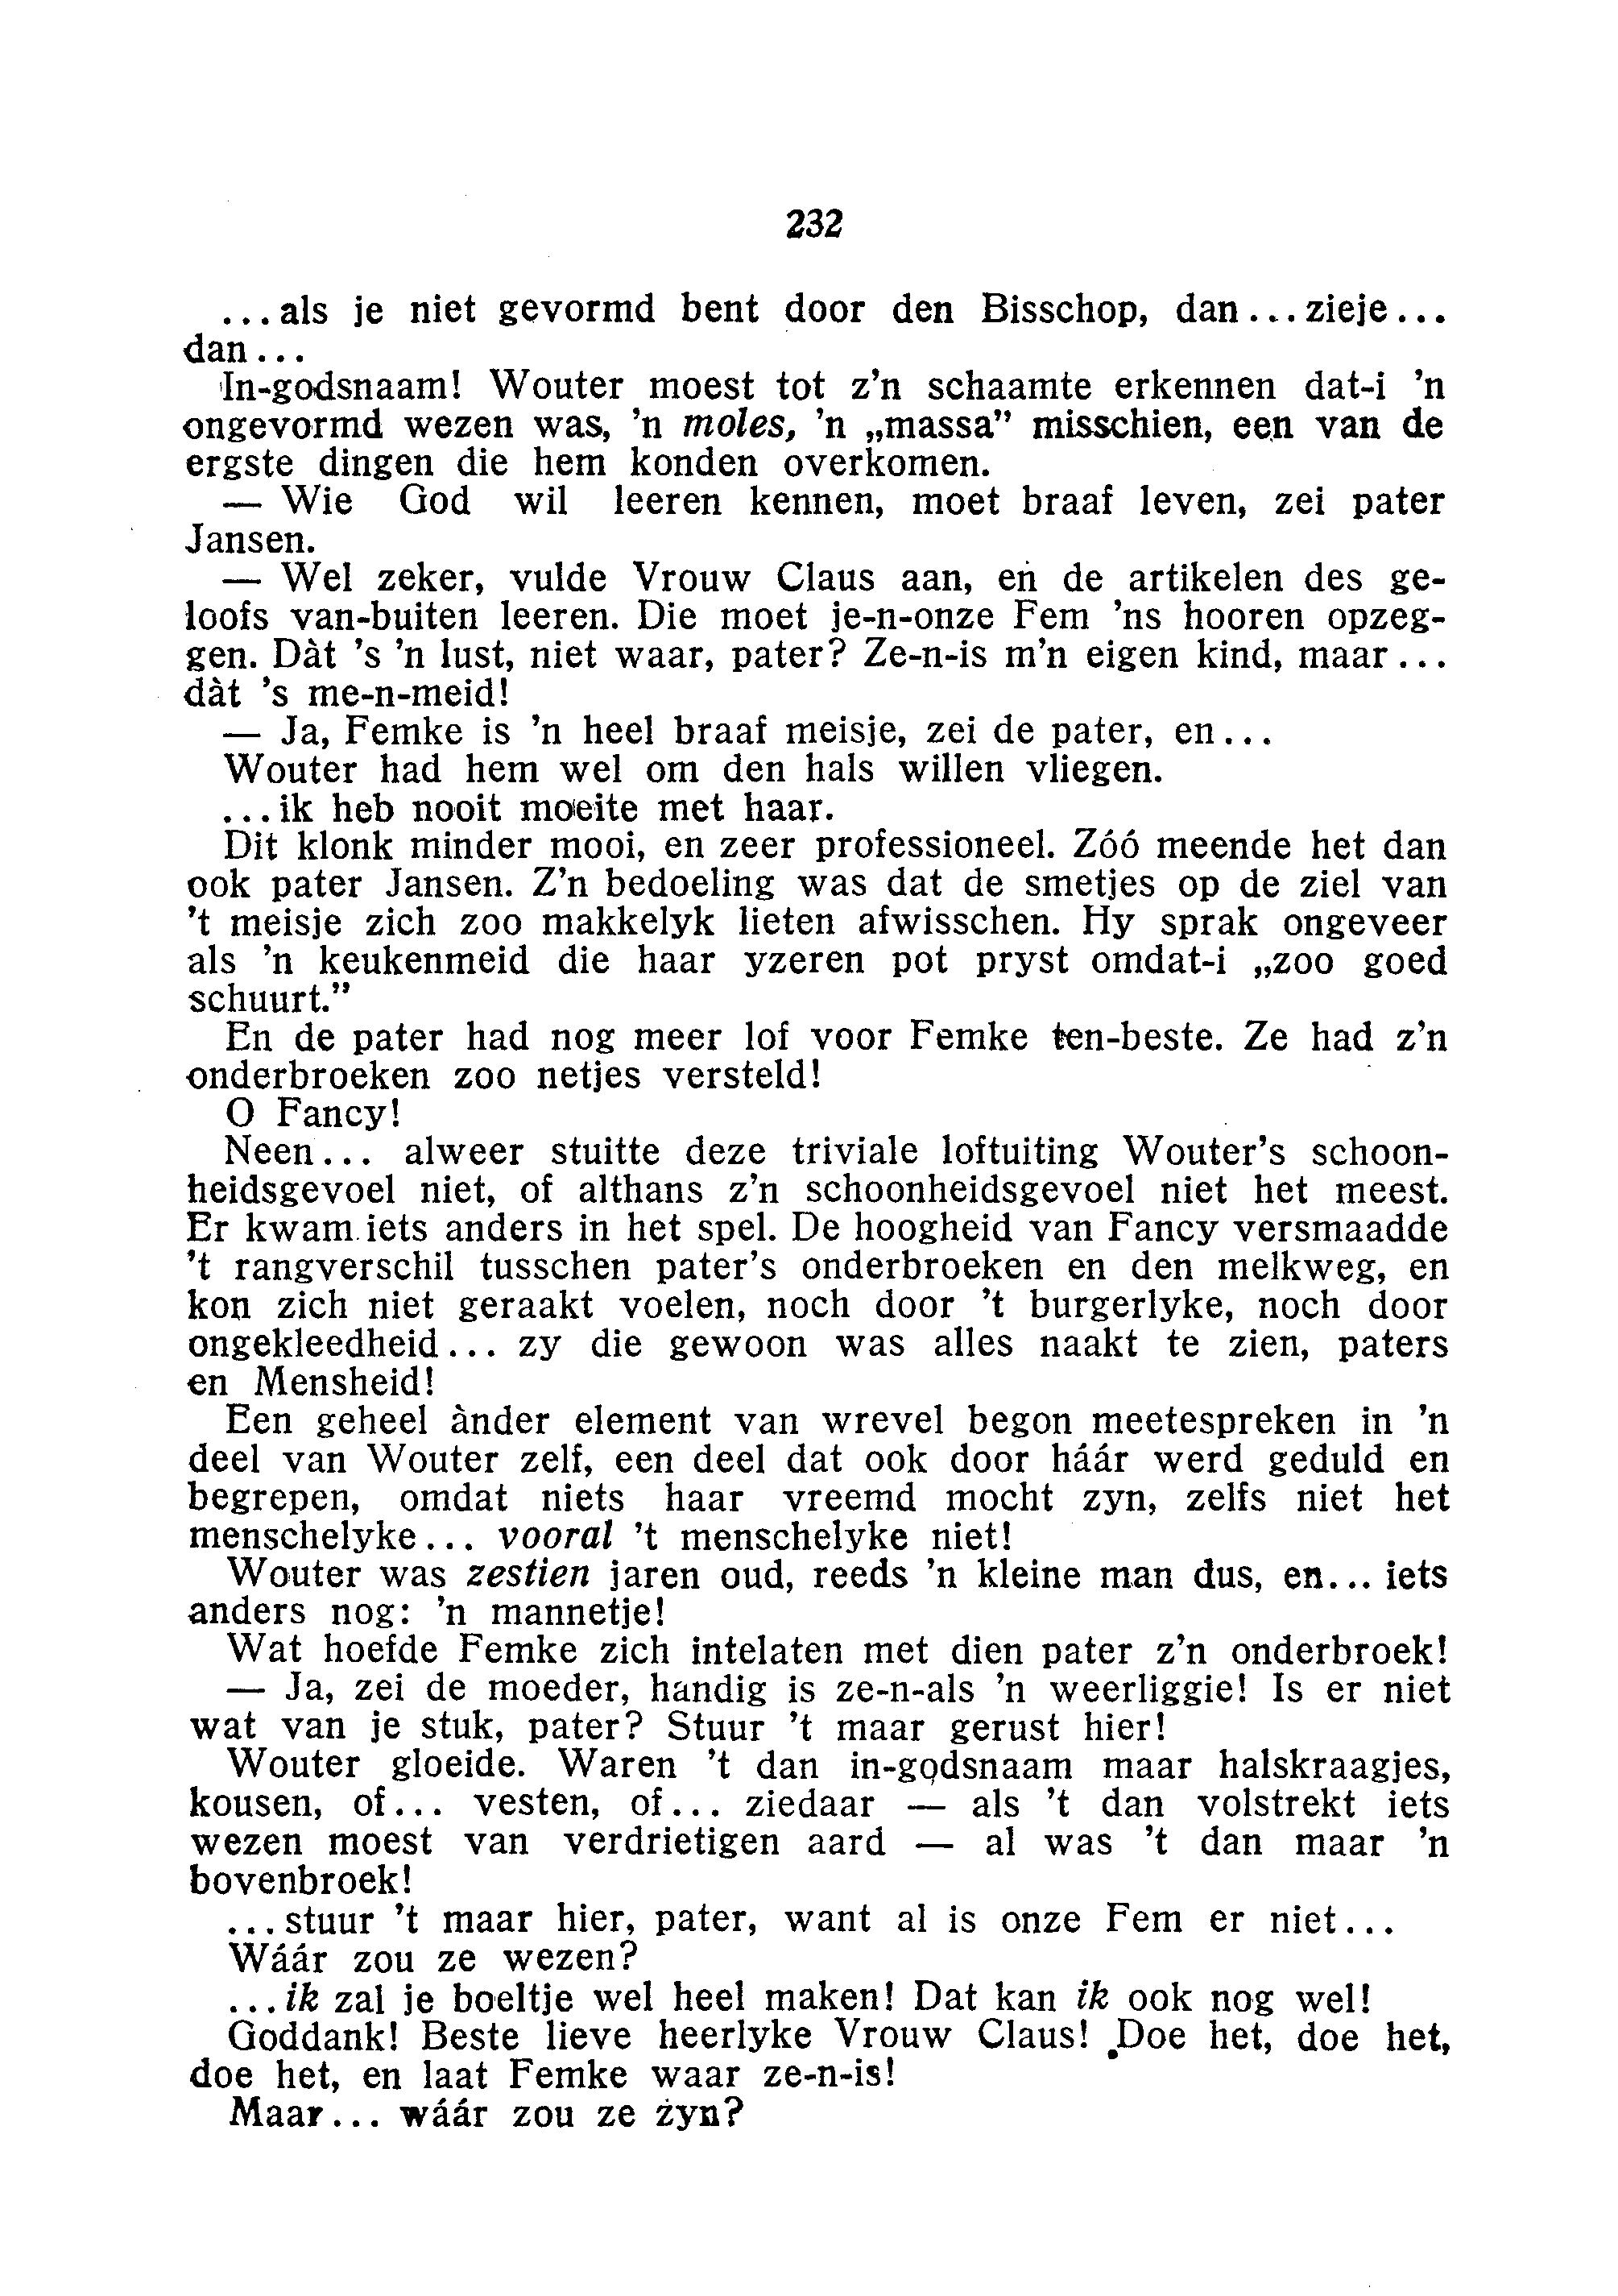 232
...als je niet gevormd bent door den Bisschop, dan...zieje...
dan...
In-godsnaam! Wouter moest tot z'n schaamte erkennen dat-i 'n
ongevormd wezen was, 'n moles, 'n „massa” misschien, een van de
ergste dingen die hem konden overkomen.
— Wie God wil leeren kennen, moet braaf leven, zei pater
Jansen.
— Wel zeker, vulde Vrouw Claus aan, en de artikelen des ge-
loofs van-buiten leeren. Die moet je-n-onze Fem 'ns hooren opzeg-
gen. Dàt 's 'n lust, niet waar, pater? Ze-n-is m'n eigen kind, maar...
dàt 's me-n-meid!
— Ja, Femke is 'n heel braaf meisje, zei de pater, en...
Wouter had hem wel om den hals willen vliegen.
...ik heb nooit moeite met haar.
Dit klonk minder mooi, en zeer professioneel. Zóó meende het dan
ook pater Jansen. Z'n bedoeling was dat de smetjes op de ziel van
't meisje zich zoo makkelyk lieten afwisschen. Hy sprak ongeveer
als 'n keukenmeid die haar yzeren pot pryst omdat-i „zoo goed
schuurt.”
En de pater had nog meer lof voor Femke ten-beste. Ze had z'n
onderbroeken zoo netjes versteld!
O Fancy!
Neen... alweer stuitte deze triviale loftuiting Wouter's schoon-
heidsgevoel niet, of althans z'n schoonheidsgevoel niet het meest.
Er kwam iets anders in het spel. De hoogheid van Fancy versmaadde
't rangverschil tusschen pater's onderbroeken en den melkweg, en
kon zich niet geraakt voelen, noch door 't burgerlyke, noch door
ongekleedheid... zy die gewoon was alles naakt te zien, paters
en Mensheid!
Een geheel ànder element van wrevel begon meetespreken in 'n
deel van Wouter zelf, een deel dat ook door háár werd geduld en
begrepen, omdat niets haar vreemd mocht zyn, zelfs niet het
menschelyke... vooral 't menschelyke niet!
Wouter was zestien jaren oud, reeds 'n kleine man dus, en... iets
anders nog: 'n mannetje!
Wat hoefde Femke zich intelaten met dien pater z'n onderbroek!
— Ja, zei de moeder, handig is ze-n-als 'n weerliggie! Is er niet
wat van je stuk, pater? Stuur 't maar gerust hier!
Wouter gloeide. Waren 't dan in-godsnaam maar halskraagjes,
kousen, of... vesten, of... ziedaar — als 't dan volstrekt iets
wezen moest van verdrietigen aard — al was 't dan maar 'n
bovenbroek!
...stuur 't maar hier, pater, want al is onze Fem er niet...
Wáár zou ze wezen?
...ik zal je boeltje wel heel maken! Dat kan ik ook nog wel!
Goddank! Beste lieve heerlyke Vrouw Claus! Doe het, doe het,
doe het, en laat Femke waar ze-n-is!
Maar... wáár zou ze zyn?